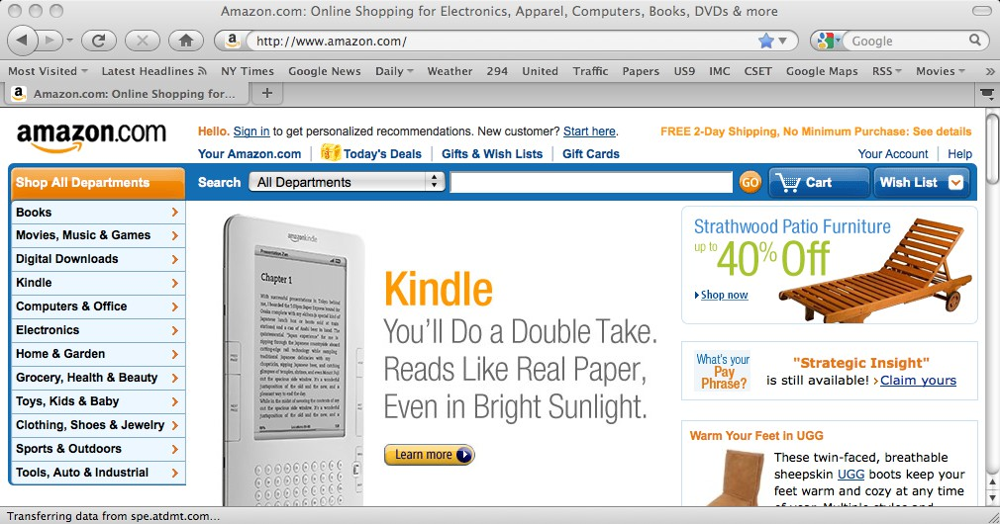 Amazon.com: Online Shopping for Electronics, Apparel, Computers, Books, DVDs & more
http://www.amazon.com/
Google
Most Visited Latest Headlines NY Times Google News Daily Weather 294 United Traffic Papers US9 IMC CSET Google Maps RSS Movies »
Amazon.com: Online Shopping for... +
amazon.com
Hello. Sign in to get personalized recommendations. New customer? Start here.
FREE 2-Day Shipping, No Minimum Purchase: See details
Your Amazon.com Today's Deals Gifts & Wish Lists Gift Cards Your Account Help
Shop All Departments Search All Departments GO Cart Wish List
Books
Movies, Music & Games
Digital Downloads
Kindle
Computers & Office
Electronics
Home & Garden
Grocery, Health & Beauty
Toys, Kids & Baby
Clothing, Shoes & Jewelry
Sports & Outdoors
Tools, Auto & Industrial
amazonkindle
Chapter 1
Kindle
You'll Do a Double Take.
Reads Like Real Paper,
Even in Bright Sunlight.
Learn more
Strathwood Patio Furniture
up to 40% Off
Shop now
What's your
Pay
Phrase?
"Strategic Insight"
is still available! › Claim yours
Warm Your Feet in UGG
These twin-faced, breathable
sheepskin UGG boots keep your
feet warm and cozy at any time
Transferring data from spe.atdmt.com...